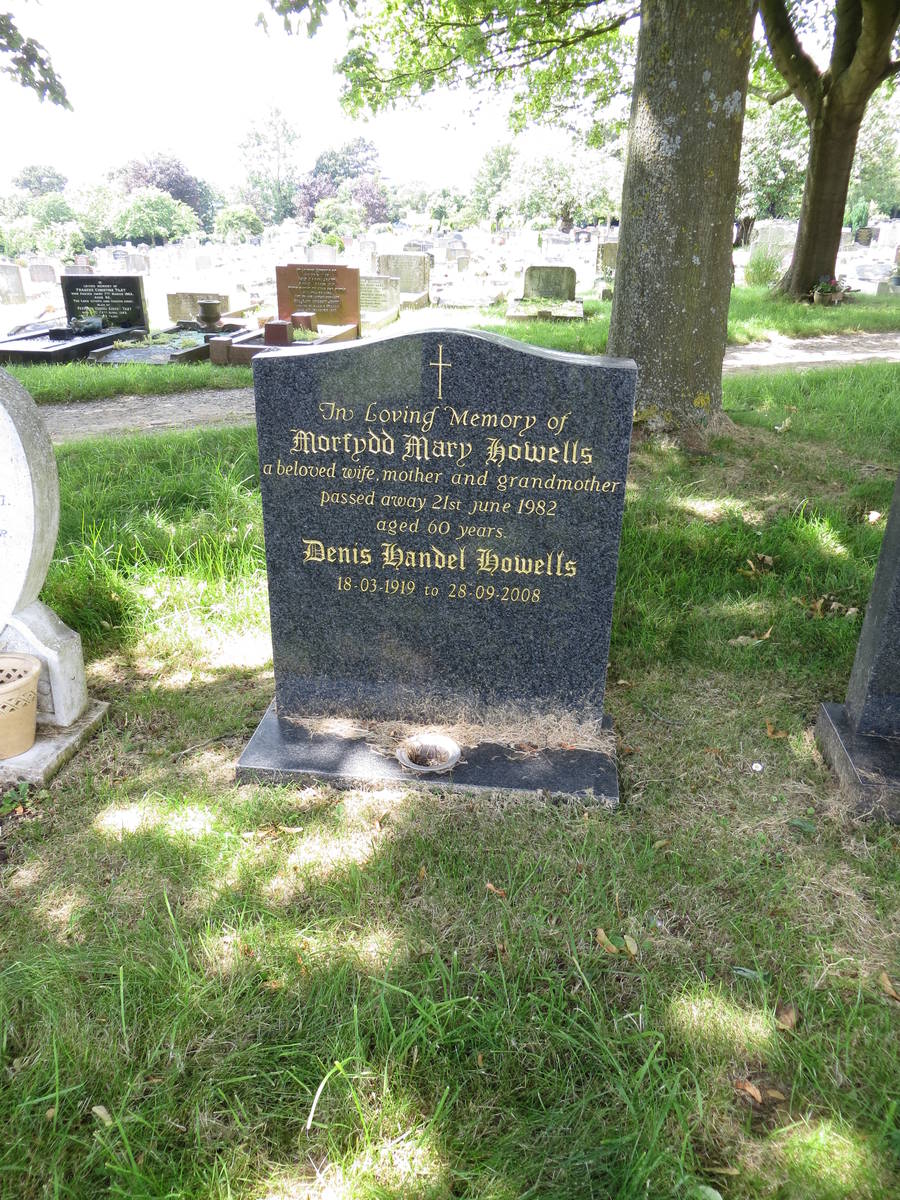 In Loving Memory of
Morfydd Mary Howells
a beloved wife, mother and grandmother
passed away 21st june 1982
aged 60 years.
Denis Handel Howells
18-03-1919 to 28-09-2008